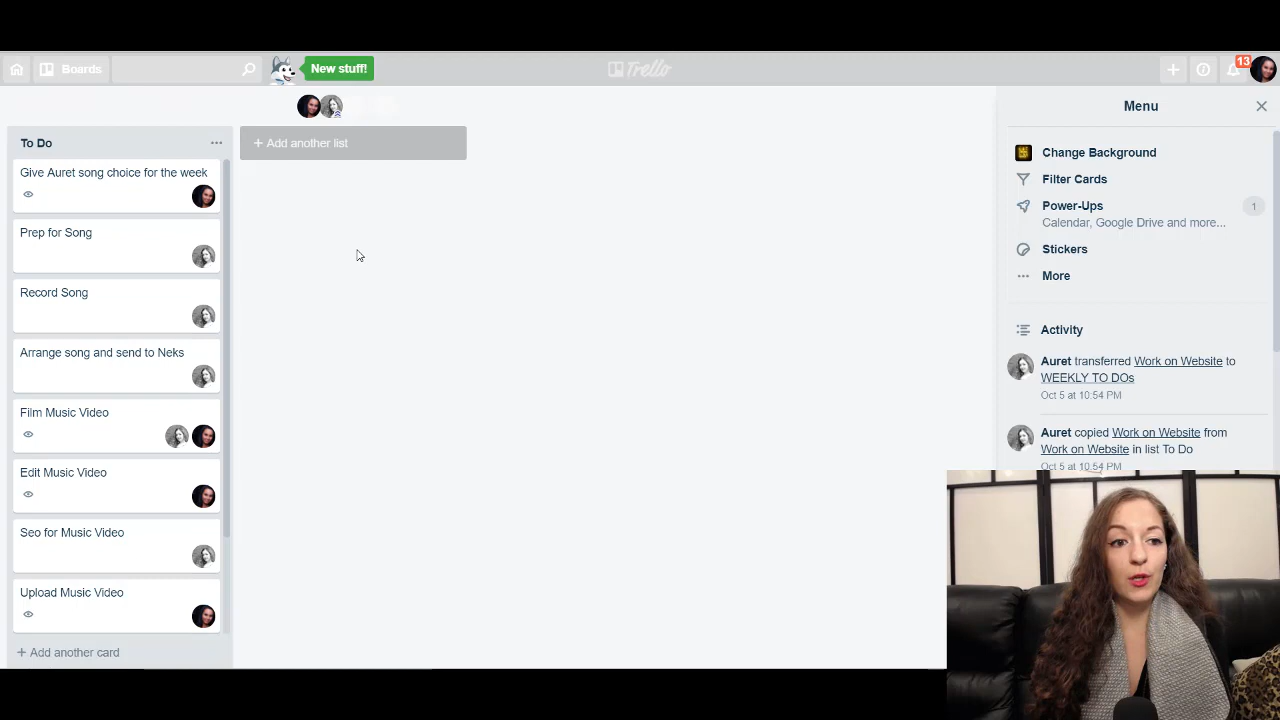 Boards
New stuff!
Trello
13
To Do
Give Auret song choice for the week
Prep for Song
Record Song
Arrange song and send to Neks
Film Music Video
Edit Music Video
Seo for Music Video
Upload Music Video
+ Add another card
+ Add another list
Menu
Change Background
Filter Cards
Power-Ups
1
Calendar, Google Drive and more...
Stickers
More
Activity
Auret transferred Work on Website to
WEEKLY TO DOs
Oct 5 at 10:54 PM
Auret copied Work on Website from
Work on Website in list To Do
Oct 5 at 10:54 PM